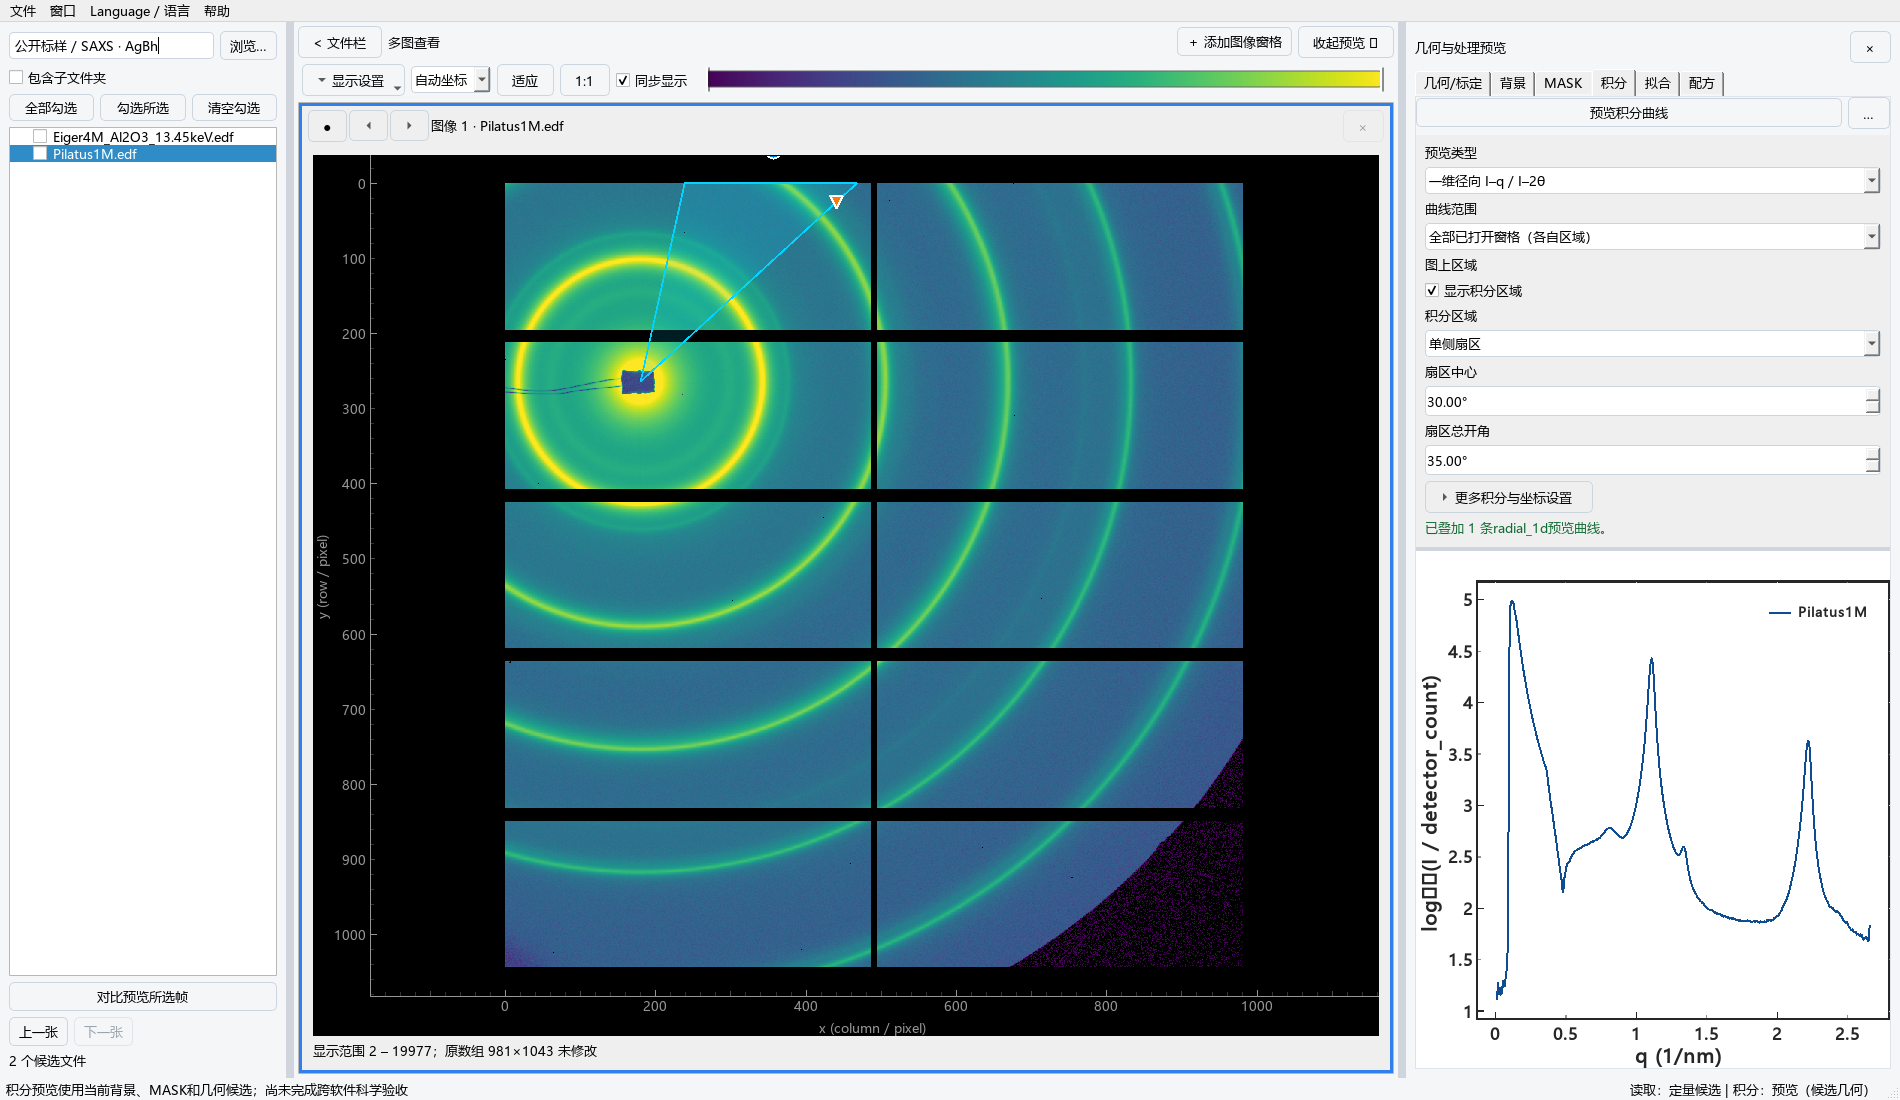 文件 窗口 Language / 语言 帮助
公开标样 / SAXS · AgBh 浏览...
包含子文件夹
全部勾选 勾选所选 清空勾选
Eiger4M_Al2O3_13.45keV.edf
Pilatus1M.edf
对比预览所选帧
上一张 下一张
2 个候选文件
< 文件栏 多图查看 + 添加图像窗格 收起预览
显示设置 自动坐标 适应 1:1 同步显示
图像 1 · Pilatus1M.edf ×
0
100
200
300
400
500
600
700
800
900
1000
y (row / pixel)
0 200 400 600 800 1000
x (column / pixel)
显示范围 2 – 19977；原数组 981×1043 未修改
几何与处理预览 ×
几何/标定 背景 MASK 积分 拟合 配方
预览积分曲线 ...
预览类型
一维径向 I–q / I–2θ
曲线范围
全部已打开窗格（各自区域）
图上区域
显示积分区域
积分区域
单侧扇区
扇区中心
30.00°
扇区总开角
35.00°
更多积分与坐标设置
已叠加 1 条radial_1d预览曲线。
Pilatus1M
5
4.5
4
3.5
3
2.5
2
1.5
1
log(I / detector_count)
0 0.5 1 1.5 2 2.5
q (1/nm)
积分预览使用当前背景、MASK和几何候选；尚未完成跨软件科学验收
读取：定量候选 | 积分：预览（候选几何）